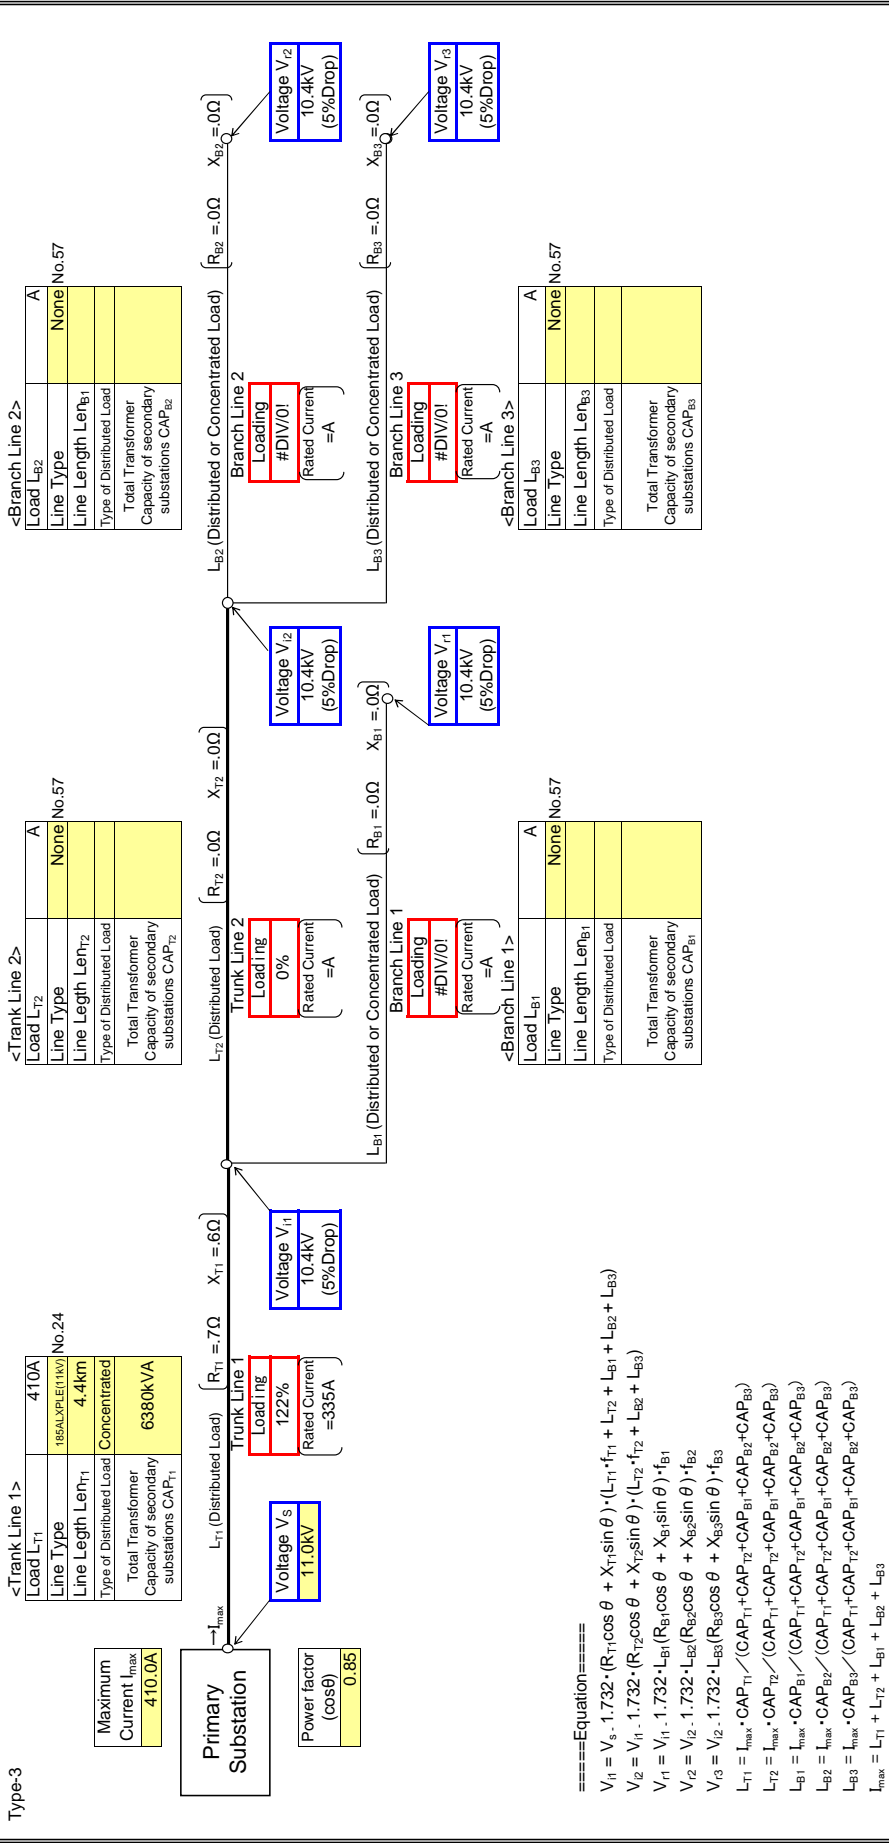 Type-3
Maximum
Current Imax
410.0A
Primary
Substation
Power factor
(cosθ)
0.85
→Imax
Voltage VS
11.0kV
<Trank Line 1>
Load LT1 410A
Line Type 185ALXPLE(11kV) No.24
Line Legth LenT1 4.4km
Type of Distributed Load Concentrated
Total Transformer
Capacity of secondary
substations CAPT1
6380kVA
LT1 (Distributed Load) RT1 =.7Ω XT1 =.6Ω
Trunk Line 1
Loading
122%
Rated Current
=335A
Voltage Vi1
10.4kV
(5%Drop)
<Trank Line 2>
Load LT2 A
Line Type None No.57
Line Legth LenT2
Type of Distributed Load
Total Transformer
Capacity of secondary
substations CAPT2
LT2 (Distributed Load) RT2 =.0Ω XT2 =.0Ω
Trunk Line 2
Loading
0%
Rated Current
=A
Voltage Vi2
10.4kV
(5%Drop)
LB1 (Distributed or Concentrated Load) RB1 =.0Ω XB1 =.0Ω
Branch Line 1
Loading
#DIV/0!
Rated Current
=A
Voltage Vr1
10.4kV
(5%Drop)
<Branch Line 1>
Load LB1 A
Line Type None No.57
Line Length LenB1
Type of Distributed Load
Total Transformer
Capacity of secondary
substations CAPB1
<Branch Line 2>
Load LB2 A
Line Type None No.57
Line Length LenB1
Type of Distributed Load
Total Transformer
Capacity of secondary
substations CAPB2
LB2 (Distributed or Concentrated Load) RB2 =.0Ω XB2 =.0Ω
Branch Line 2
Loading
#DIV/0!
Rated Current
=A
Voltage Vr2
10.4kV
(5%Drop)
LB3 (Distributed or Concentrated Load) RB3 =.0Ω XB3 =.0Ω
Branch Line 3
Loading
#DIV/0!
Rated Current
=A
Voltage Vr3
10.4kV
(5%Drop)
<Branch Line 3>
Load LB3 A
Line Type None No.57
Line Length LenB3
Type of Distributed Load
Total Transformer
Capacity of secondary
substations CAPB3
=====Equation=====
Vi1 = Vs - 1.732・(RT1cosθ + XT1sinθ)・(LT1・fT1 + LT2 + LB1 + LB2 + LB3)
Vi2 = Vi1 - 1.732・(RT2cosθ + XT2sinθ)・(LT2・fT2 + LB2 + LB3)
Vr1 = Vi1 - 1.732・LB1(RB1cosθ + XB1sinθ)・fB1
Vr2 = Vi2 - 1.732・LB2(RB2cosθ + XB2sinθ)・fB2
Vr3 = Vi2 - 1.732・LB3(RB3cosθ + XB3sinθ)・fB3
LT1 = Imax・CAPT1／(CAPT1+CAPT2+CAPB1+CAPB2+CAPB3)
LT2 = Imax・CAPT2／(CAPT1+CAPT2+CAPB1+CAPB2+CAPB3)
LB1 = Imax・CAPB1／(CAPT1+CAPT2+CAPB1+CAPB2+CAPB3)
LB2 = Imax・CAPB2／(CAPT1+CAPT2+CAPB1+CAPB2+CAPB3)
LB3 = Imax・CAPB3／(CAPT1+CAPT2+CAPB1+CAPB2+CAPB3)
Imax = LT1 + LT2 + LB1 + LB2 + LB3